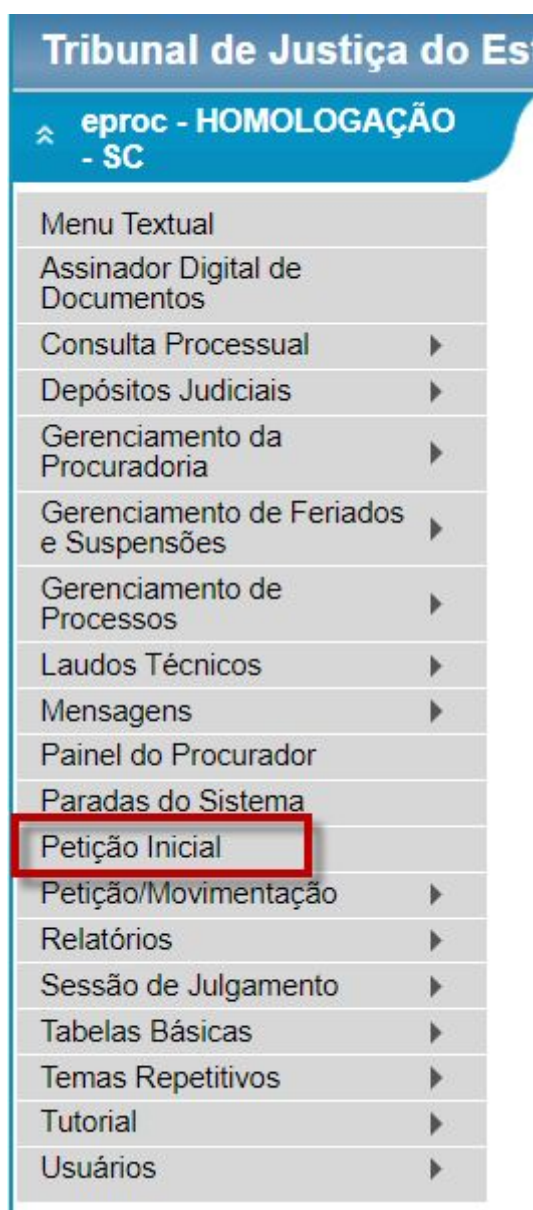 Tribunal de Justiça do Es
eproc - HOMOLOGAÇÃO
- SC
Menu Textual
Assinador Digital de
Documentos
Consulta Processual
Depósitos Judiciais
Gerenciamento da
Procuradoria
Gerenciamento de Feriados
e Suspensões
Gerenciamento de
Processos
Laudos Técnicos
Mensagens
Painel do Procurador
Paradas do Sistema
Petição Inicial
Petição/Movimentação
Relatórios
Sessão de Julgamento
Tabelas Básicas
Temas Repetitivos
Tutorial
Usuários